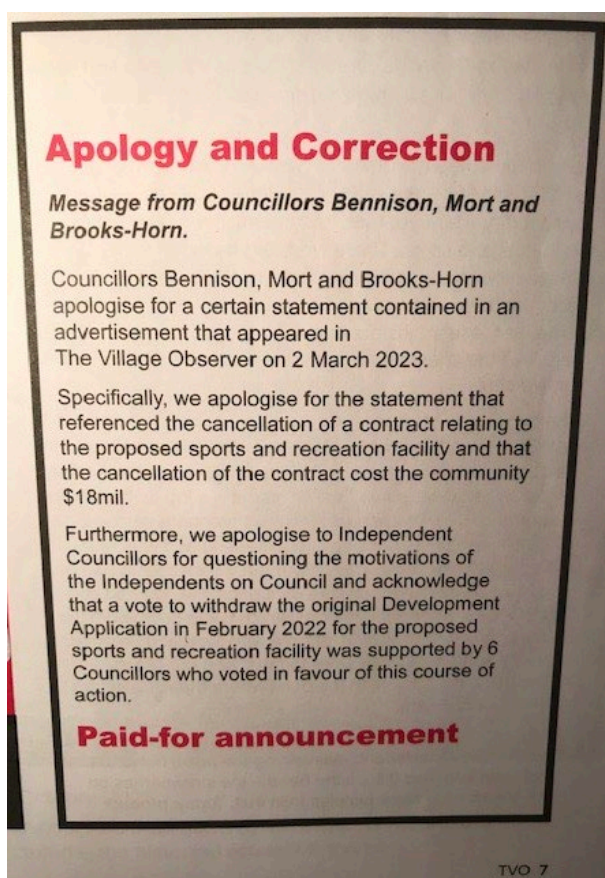 Apology and Correction
Message from Councillors Bennison, Mort and
Brooks-Horn.
Councillors Bennison, Mort and Brooks-Horn
apologise for a certain statement contained in an
advertisement that appeared in
The Village Observer on 2 March 2023.
Specifically, we apologise for the statement that
referenced the cancellation of a contract relating to
the proposed sports and recreation facility and that
the cancellation of the contract cost the community
$18mil.
Furthermore, we apologise to Independent
Councillors for questioning the motivations of
the Independents on Council and acknowledge
that a vote to withdraw the original Development
Application in February 2022 for the proposed
sports and recreation facility was supported by 6
Councillors who voted in favour of this course of
action.
Paid-for announcement
TVO 7